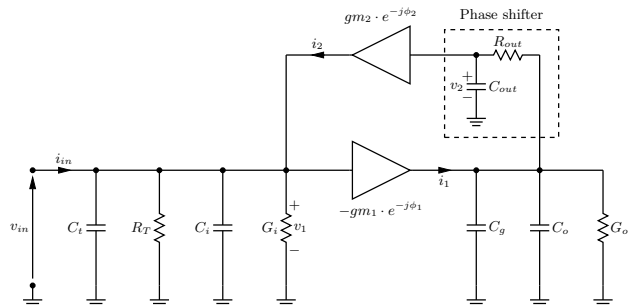 Phase shifter
gm₂ · e^{-jϕ₂}
R_out
i₂
v₂
+
−
C_out
i_in
i₁
−gm₁ · e^{-jϕ₁}
v_in
C_t
R_T
C_i
G_i
+
v₁
−
C_g
C_o
G_o